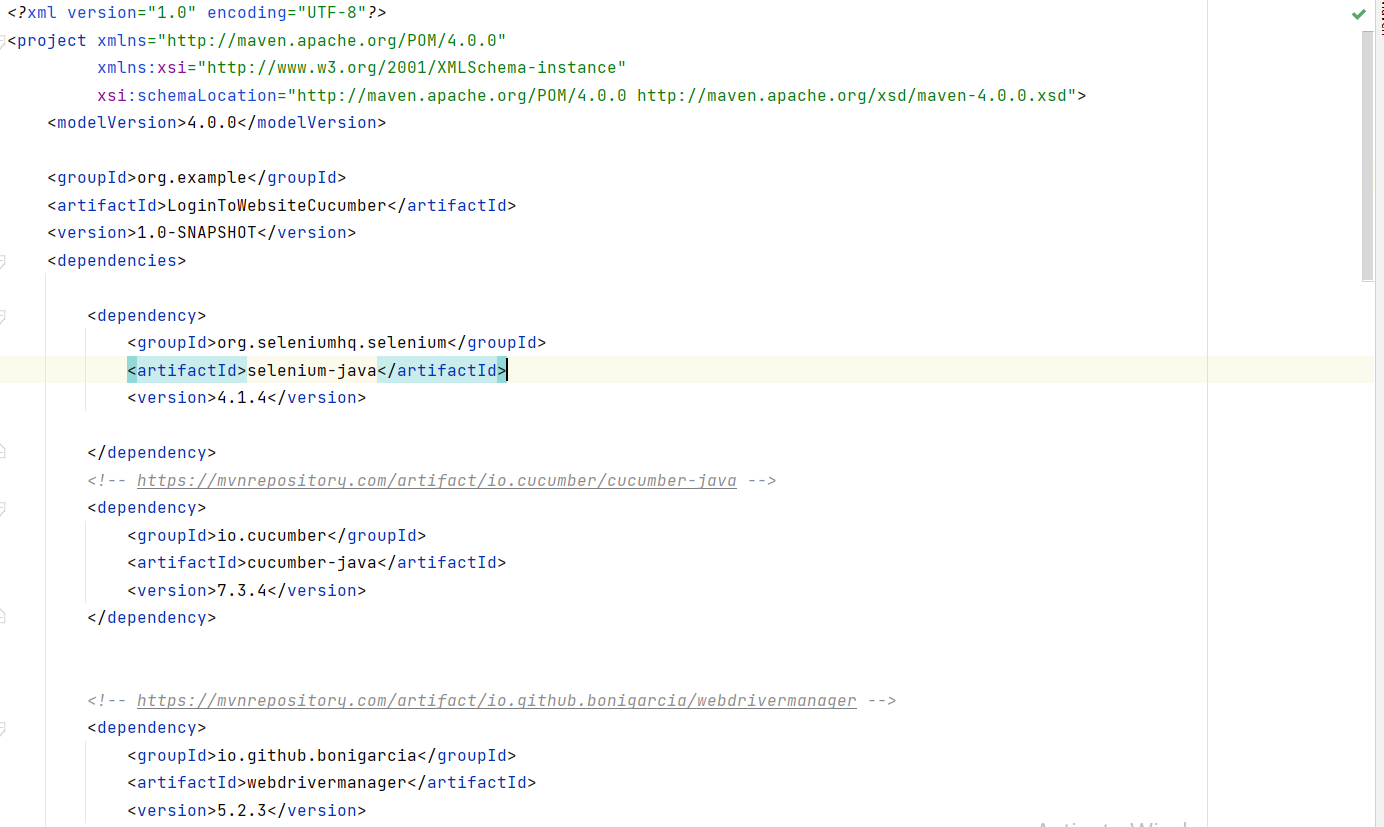 <?xml version="1.0" encoding="UTF-8"?>
<project xmlns="http://maven.apache.org/POM/4.0.0"
         xmlns:xsi="http://www.w3.org/2001/XMLSchema-instance"
         xsi:schemaLocation="http://maven.apache.org/POM/4.0.0 http://maven.apache.org/xsd/maven-4.0.0.xsd">
    <modelVersion>4.0.0</modelVersion>

    <groupId>org.example</groupId>
    <artifactId>LoginToWebsiteCucumber</artifactId>
    <version>1.0-SNAPSHOT</version>
    <dependencies>

        <dependency>
            <groupId>org.seleniumhq.selenium</groupId>
            <artifactId>selenium-java</artifactId>
            <version>4.1.4</version>

        </dependency>
        <!-- https://mvnrepository.com/artifact/io.cucumber/cucumber-java -->
        <dependency>
            <groupId>io.cucumber</groupId>
            <artifactId>cucumber-java</artifactId>
            <version>7.3.4</version>
        </dependency>


        <!-- https://mvnrepository.com/artifact/io.github.bonigarcia/webdrivermanager -->
        <dependency>
            <groupId>io.github.bonigarcia</groupId>
            <artifactId>webdrivermanager</artifactId>
            <version>5.2.3</version>